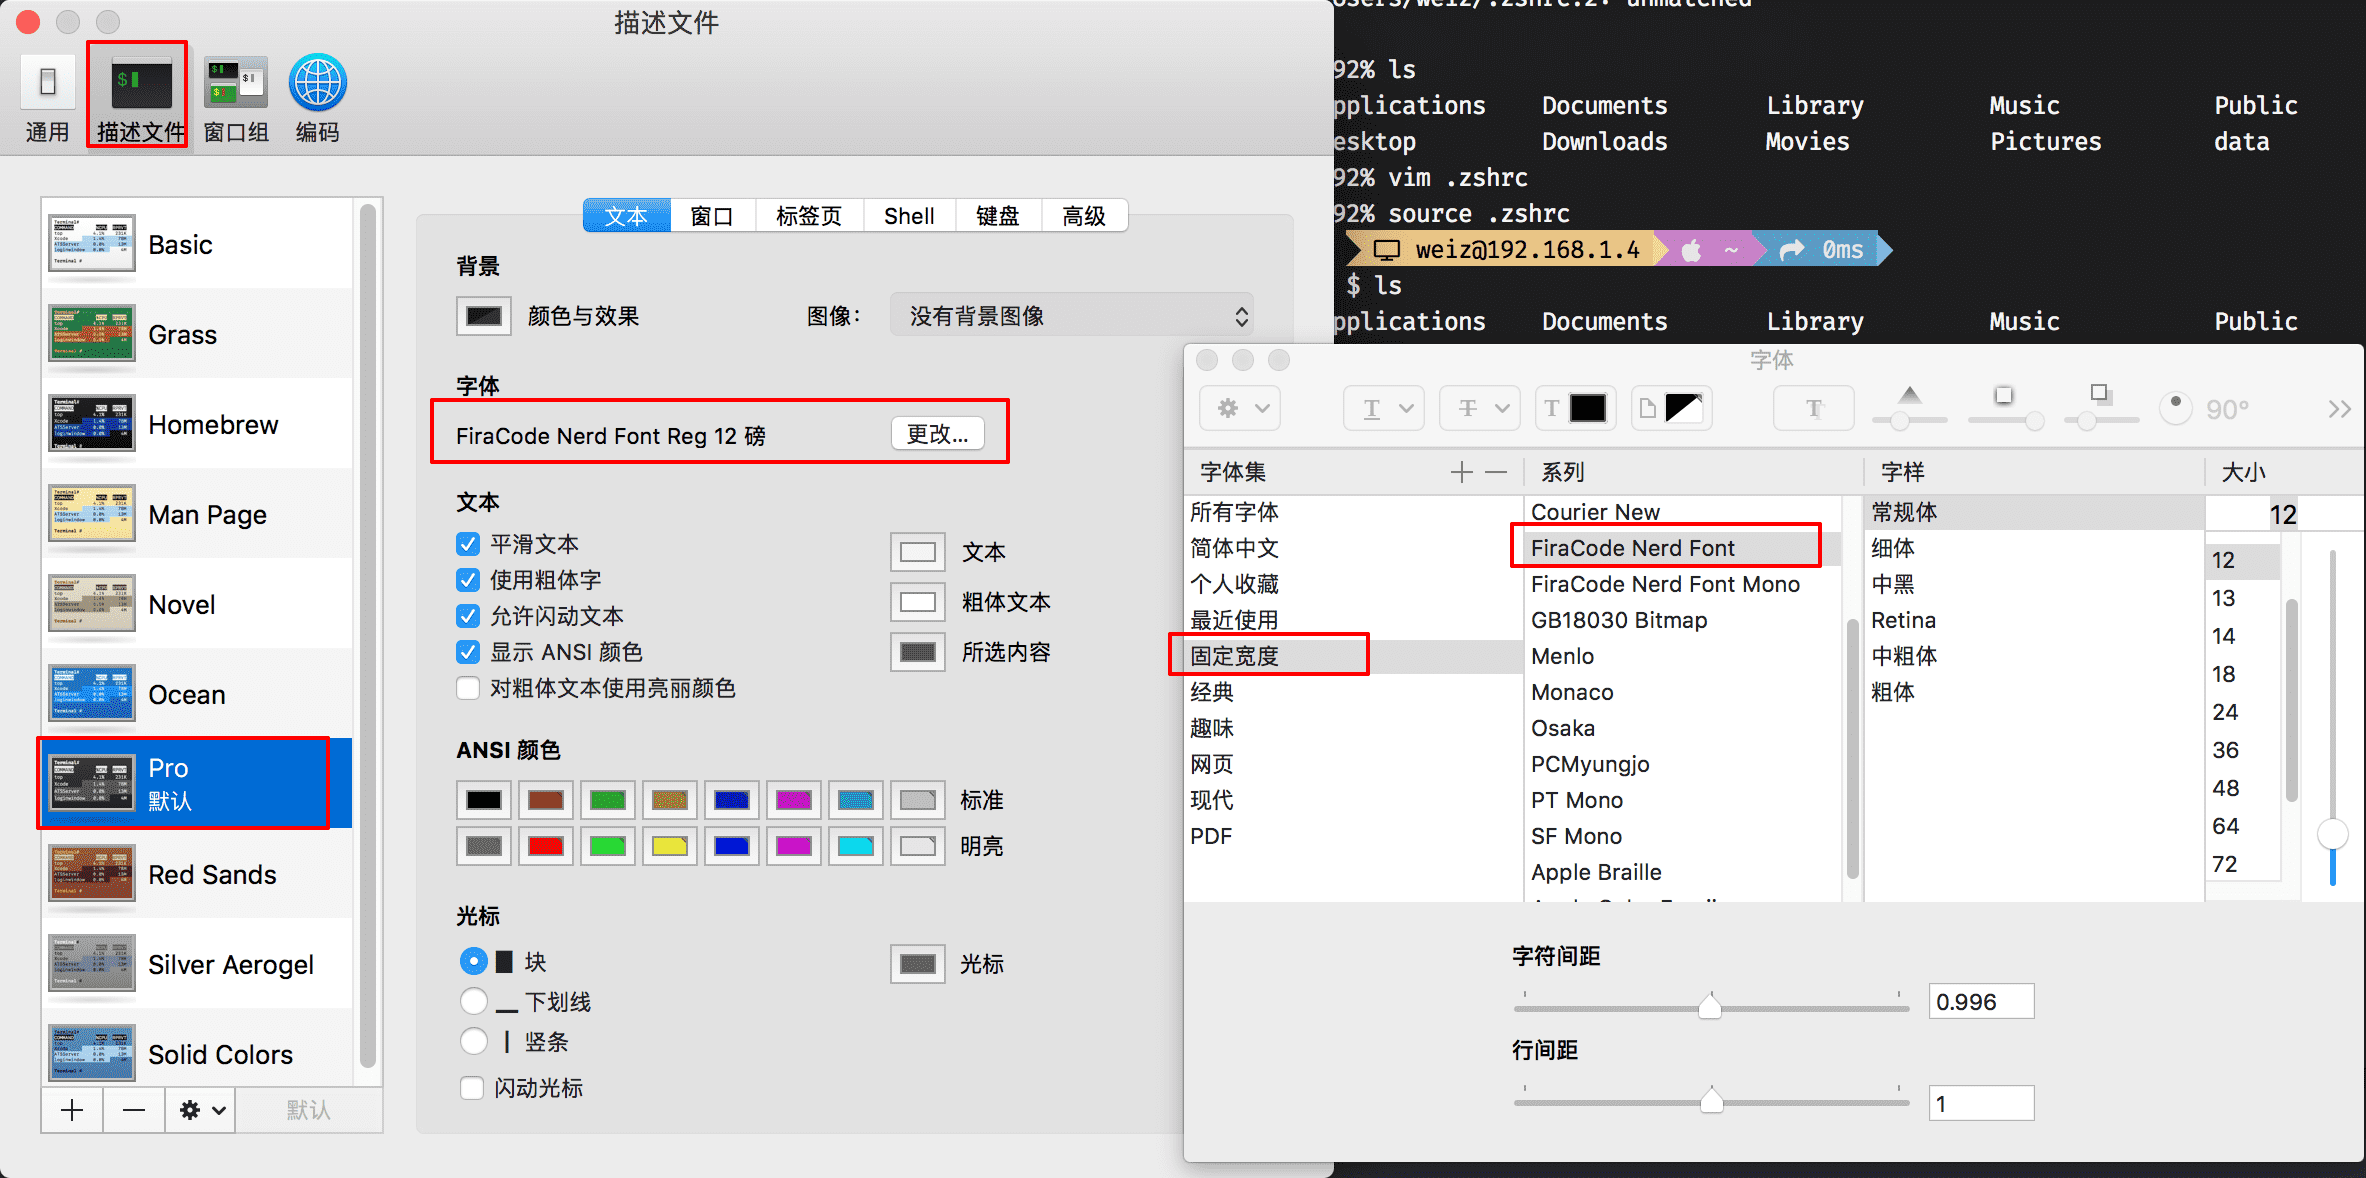 描述文件
通用
描述文件
窗口组
编码
Basic
Grass
Homebrew
Man Page
Novel
Ocean
Pro
默认
Red Sands
Silver Aerogel
Solid Colors
默认
文本
窗口
标签页
Shell
键盘
高级
背景
颜色与效果
图像：
没有背景图像
字体
FiraCode Nerd Font Reg 12 磅
更改...
文本
平滑文本
使用粗体字
允许闪动文本
显示 ANSI 颜色
对粗体文本使用亮丽颜色
文本
粗体文本
所选内容
ANSI 颜色
标准
明亮
光标
块
下划线
竖条
闪动光标
光标
92% ls
pplications Documents Library Music Public
esktop Downloads Movies Pictures data
92% vim .zshrc
92% source .zshrc
weiz@192.168.1.4 ~ 0ms
$ ls
pplications Documents Library Music Public
字体
90°
字体集
系列
字样
大小
所有字体
简体中文
个人收藏
最近使用
固定宽度
经典
趣味
网页
现代
PDF
Courier New
FiraCode Nerd Font
FiraCode Nerd Font Mono
GB18030 Bitmap
Menlo
Monaco
Osaka
PCMyungjo
PT Mono
SF Mono
Apple Braille
常规体
细体
中黑
Retina
中粗体
粗体
12
12
13
14
18
24
36
48
64
72
字符间距
0.996
行间距
1